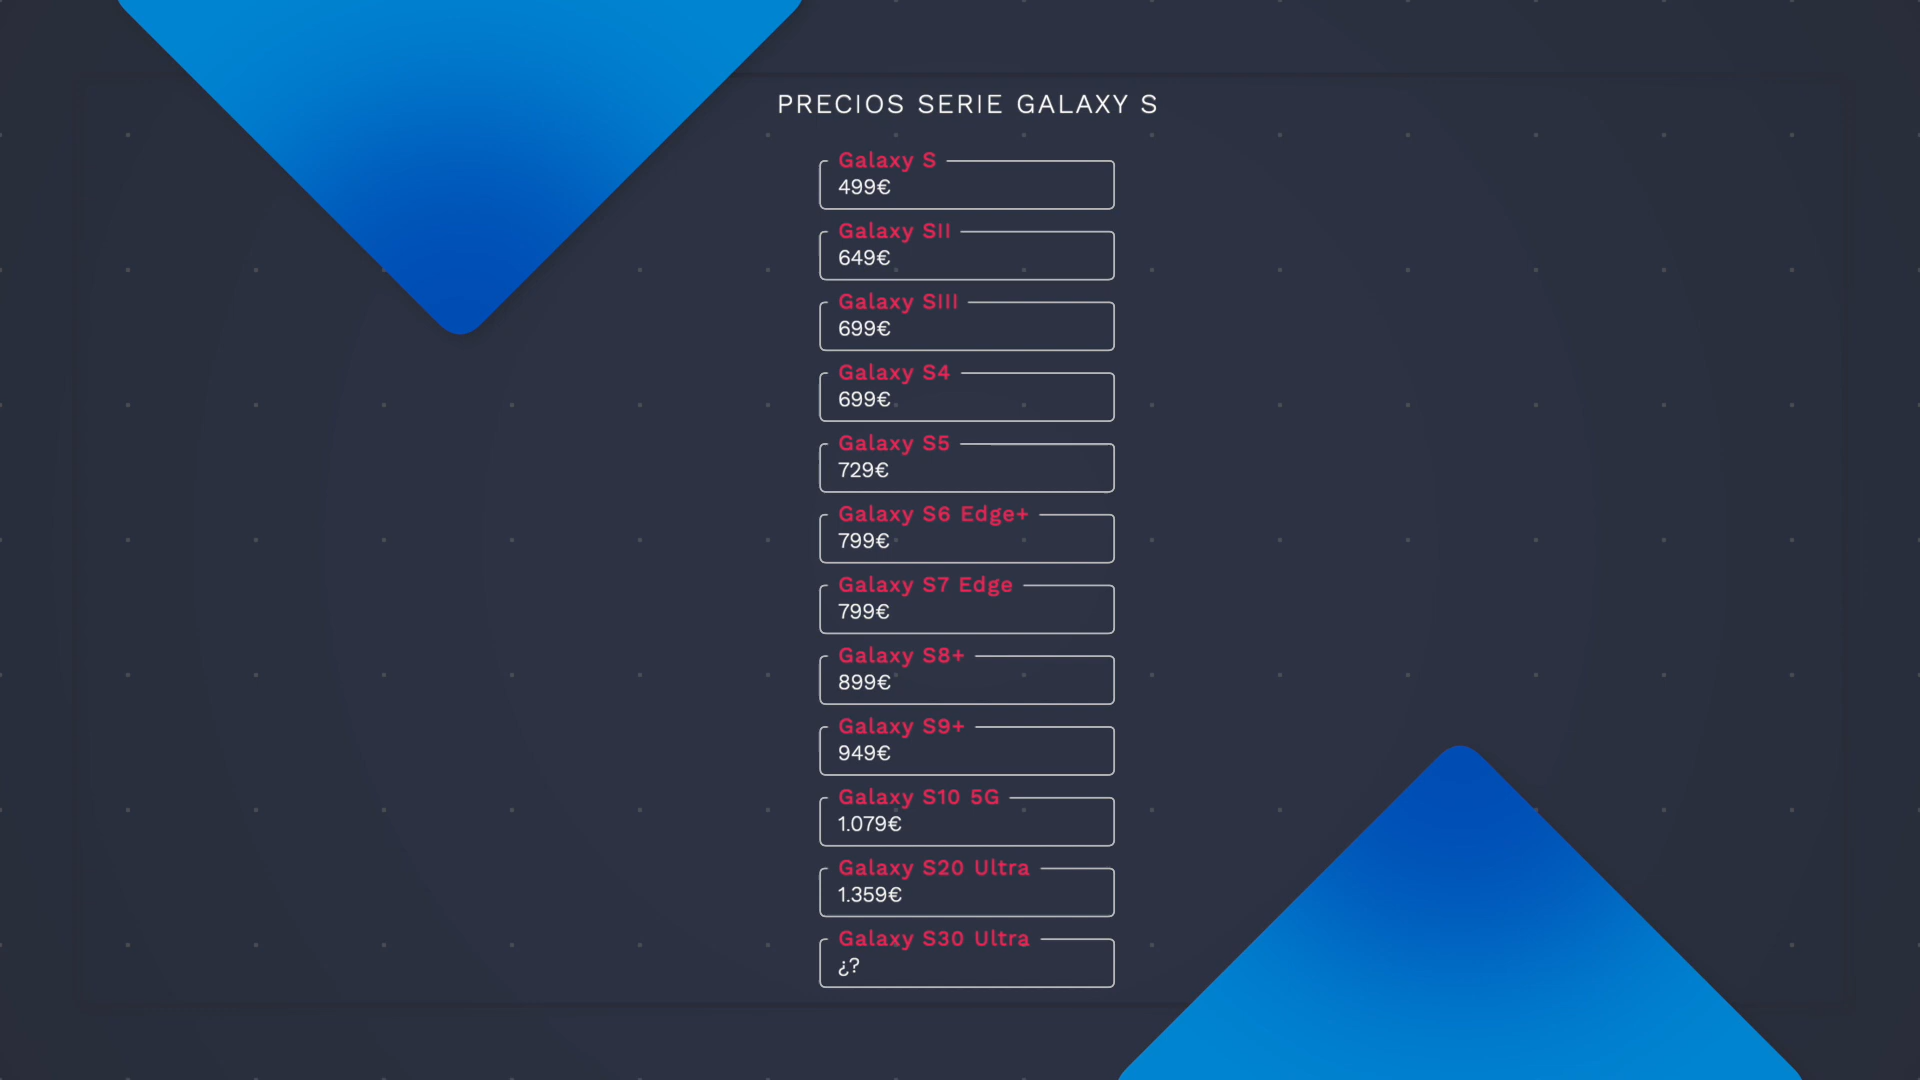 PRECIOS SERIE GALAXY S
Galaxy S
499€
Galaxy SII
649€
Galaxy SIII
699€
Galaxy S4
699€
Galaxy S5
729€
Galaxy S6 Edge+
799€
Galaxy S7 Edge
799€
Galaxy S8+
899€
Galaxy S9+
949€
Galaxy S10 5G
1.079€
Galaxy S20 Ultra
1.359€
Galaxy S30 Ultra
¿?